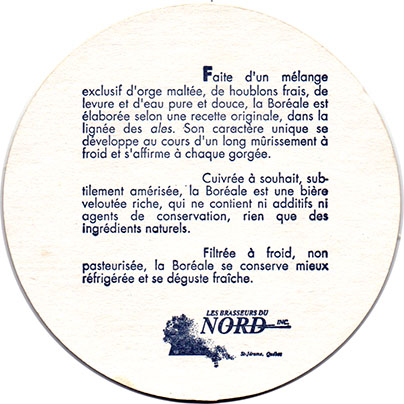 Faite d'un mélange
exclusif d'orge maltée, de houblons frais, de
levure et d'eau pure et douce, la Boréale est
élaborée selon une recette originale, dans la
lignée des ales. Son caractère unique se
développe au cours d'un long mûrissement à
froid et s'affirme à chaque gorgée.
Cuivrée à souhait, sub-
tilement amérisée, la Boréale est une bière
veloutée riche, qui ne contient ni additifs ni
agents de conservation, rien que des
ingrédients naturels.
Filtrée à froid, non
pasteurisée, la Boréale se conserve mieux
réfrigérée et se déguste fraîche.
LES BRASSEURS DU
NORD INC.
St-Jérome, Québec